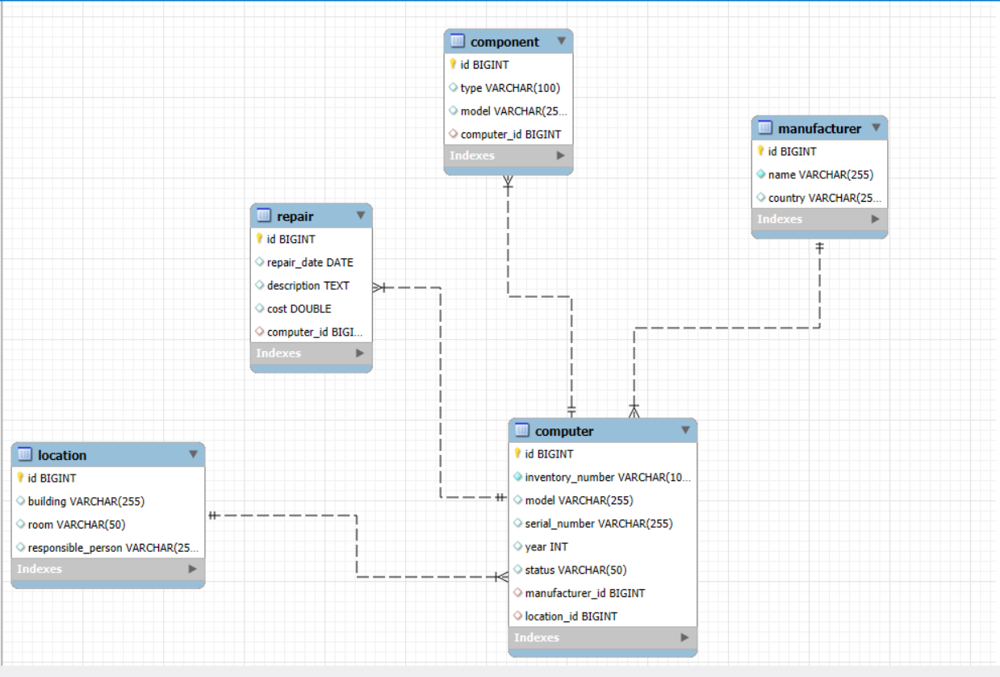 component
id BIGINT
type VARCHAR(100)
model VARCHAR(25...
computer_id BIGINT
Indexes
manufacturer
id BIGINT
name VARCHAR(255)
country VARCHAR(25...
Indexes
repair
id BIGINT
repair_date DATE
description TEXT
cost DOUBLE
computer_id BIGI...
Indexes
location
id BIGINT
building VARCHAR(255)
room VARCHAR(50)
responsible_person VARCHAR(25...
Indexes
computer
id BIGINT
inventory_number VARCHAR(10...
model VARCHAR(255)
serial_number VARCHAR(255)
year INT
status VARCHAR(50)
manufacturer_id BIGINT
location_id BIGINT
Indexes